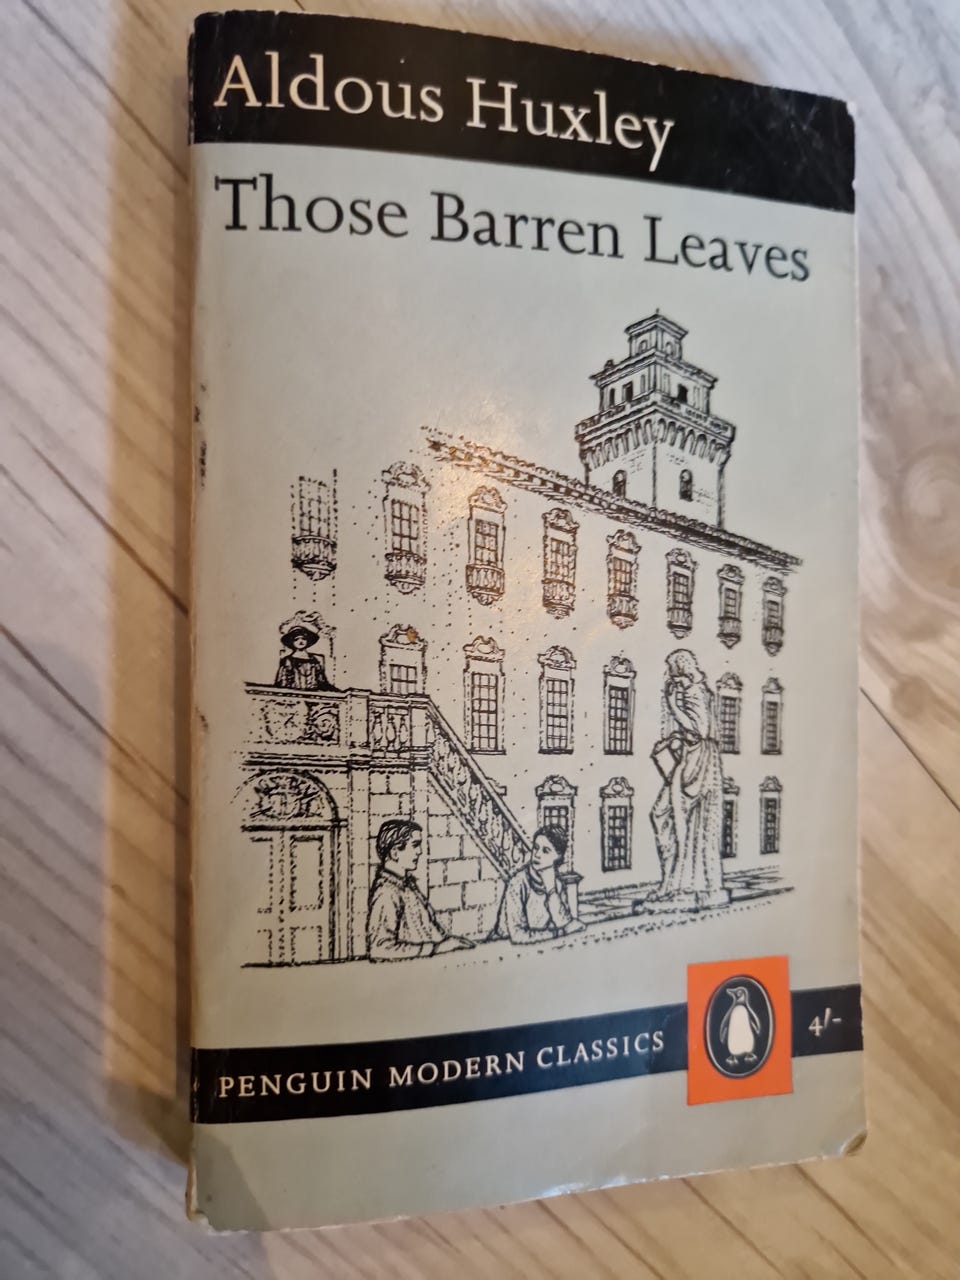 Aldous Huxley
Those Barren Leaves
PENGUIN MODERN CLASSICS
4/-